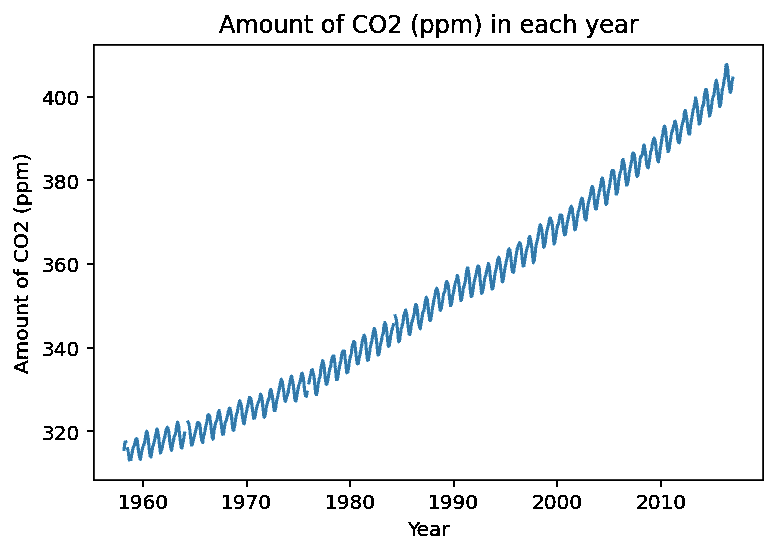 Amount of CO2 (ppm) in each year
Amount of CO2 (ppm)
400
380
360
340
320
1960 1970 1980 1990 2000 2010
Year